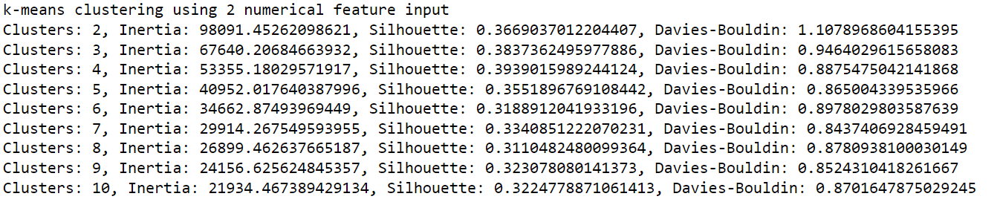 k-means clustering using 2 numerical feature input
Clusters: 2, Inertia: 98091.45262098621, Silhouette: 0.3669037012204407, Davies-Bouldin: 1.1078968604155395
Clusters: 3, Inertia: 67640.20684663932, Silhouette: 0.3837362495977886, Davies-Bouldin: 0.9464029615658083
Clusters: 4, Inertia: 53355.18029571917, Silhouette: 0.3939015989244124, Davies-Bouldin: 0.8875475042141868
Clusters: 5, Inertia: 40952.017640387996, Silhouette: 0.3551896769108442, Davies-Bouldin: 0.865004339535966
Clusters: 6, Inertia: 34662.87493969449, Silhouette: 0.3188912041933196, Davies-Bouldin: 0.8978029803587639
Clusters: 7, Inertia: 29914.267549593955, Silhouette: 0.3340851222070231, Davies-Bouldin: 0.8437406928459491
Clusters: 8, Inertia: 26899.462637665187, Silhouette: 0.3110482480099364, Davies-Bouldin: 0.8780938100030149
Clusters: 9, Inertia: 24156.625624845357, Silhouette: 0.323078080141373, Davies-Bouldin: 0.8524310418261667
Clusters: 10, Inertia: 21934.467389429134, Silhouette: 0.3224778871061413, Davies-Bouldin: 0.8701647875029245